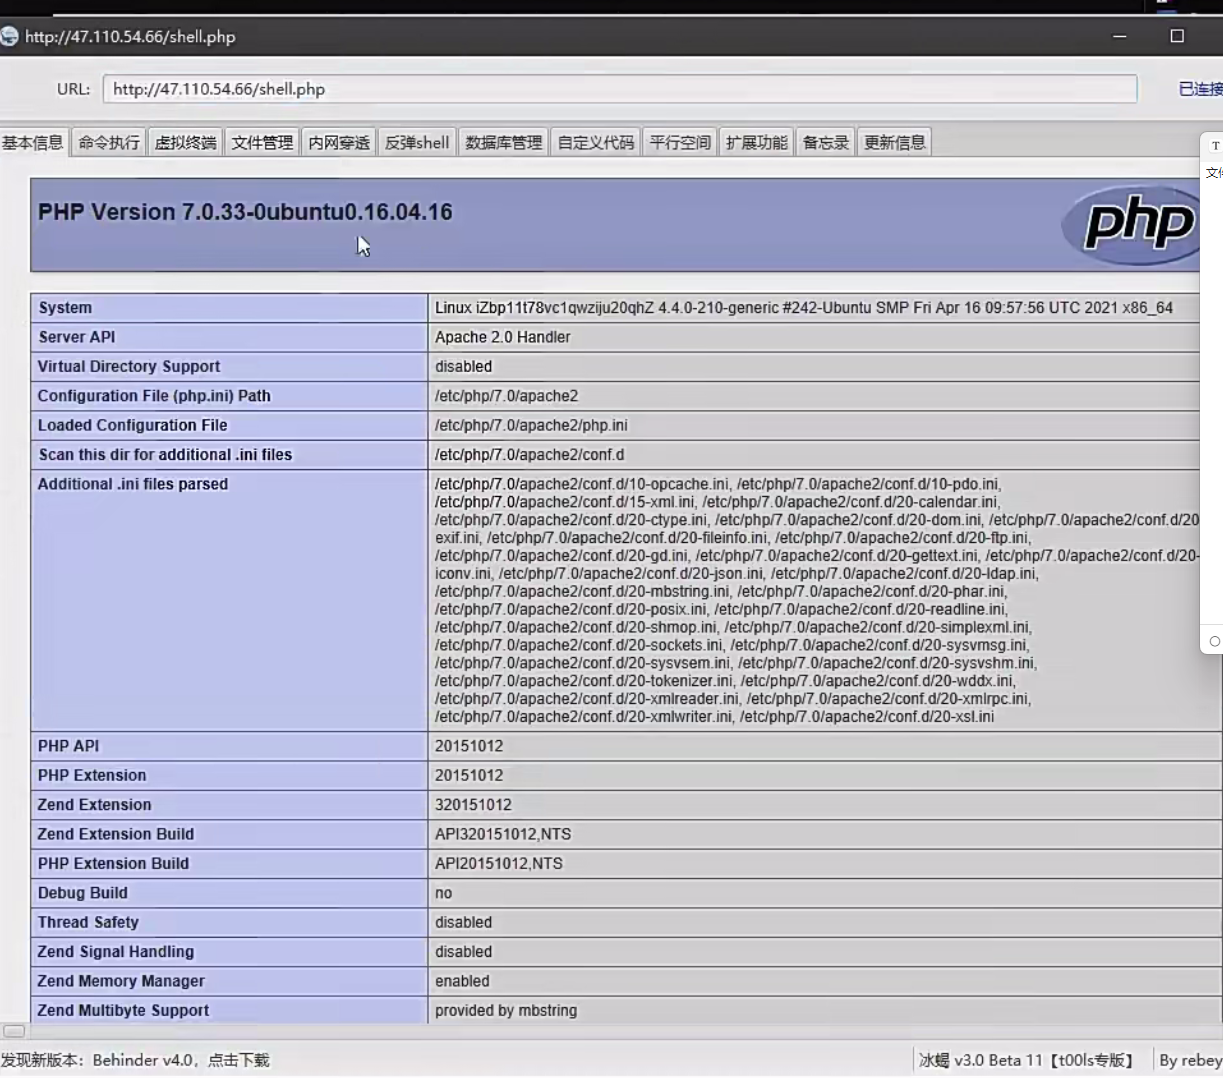 http://47.110.54.66/shell.php
URL: http://47.110.54.66/shell.php 已连接
基本信息 命令执行 虚拟终端 文件管理 内网穿透 反弹shell 数据库管理 自定义代码 平行空间 扩展功能 备忘录 更新信息
T
PHP Version 7.0.33-0ubuntu0.16.04.16
php
System Linux iZbp11t78vc1qwziju20qhZ 4.4.0-210-generic #242-Ubuntu SMP Fri Apr 16 09:57:56 UTC 2021 x86_64
Server API Apache 2.0 Handler
Virtual Directory Support disabled
Configuration File (php.ini) Path /etc/php/7.0/apache2
Loaded Configuration File /etc/php/7.0/apache2/php.ini
Scan this dir for additional .ini files /etc/php/7.0/apache2/conf.d
Additional .ini files parsed /etc/php/7.0/apache2/conf.d/10-opcache.ini, /etc/php/7.0/apache2/conf.d/10-pdo.ini,
/etc/php/7.0/apache2/conf.d/15-xml.ini, /etc/php/7.0/apache2/conf.d/20-calendar.ini,
/etc/php/7.0/apache2/conf.d/20-ctype.ini, /etc/php/7.0/apache2/conf.d/20-dom.ini, /etc/php/7.0/apache2/conf.d/20-
exif.ini, /etc/php/7.0/apache2/conf.d/20-fileinfo.ini, /etc/php/7.0/apache2/conf.d/20-ftp.ini,
/etc/php/7.0/apache2/conf.d/20-gd.ini, /etc/php/7.0/apache2/conf.d/20-gettext.ini, /etc/php/7.0/apache2/conf.d/20-
iconv.ini, /etc/php/7.0/apache2/conf.d/20-json.ini, /etc/php/7.0/apache2/conf.d/20-ldap.ini,
/etc/php/7.0/apache2/conf.d/20-mbstring.ini, /etc/php/7.0/apache2/conf.d/20-phar.ini,
/etc/php/7.0/apache2/conf.d/20-posix.ini, /etc/php/7.0/apache2/conf.d/20-readline.ini,
/etc/php/7.0/apache2/conf.d/20-shmop.ini, /etc/php/7.0/apache2/conf.d/20-simplexml.ini,
/etc/php/7.0/apache2/conf.d/20-sockets.ini, /etc/php/7.0/apache2/conf.d/20-sysvmsg.ini,
/etc/php/7.0/apache2/conf.d/20-sysvsem.ini, /etc/php/7.0/apache2/conf.d/20-sysvshm.ini,
/etc/php/7.0/apache2/conf.d/20-tokenizer.ini, /etc/php/7.0/apache2/conf.d/20-wddx.ini,
/etc/php/7.0/apache2/conf.d/20-xmlreader.ini, /etc/php/7.0/apache2/conf.d/20-xmlrpc.ini,
/etc/php/7.0/apache2/conf.d/20-xmlwriter.ini, /etc/php/7.0/apache2/conf.d/20-xsl.ini
PHP API 20151012
PHP Extension 20151012
Zend Extension 320151012
Zend Extension Build API320151012,NTS
PHP Extension Build API20151012,NTS
Debug Build no
Thread Safety disabled
Zend Signal Handling disabled
Zend Memory Manager enabled
Zend Multibyte Support provided by mbstring
发现新版本：Behinder v4.0，点击下载 冰蝎 v3.0 Beta 11【t00ls专版】 By rebey